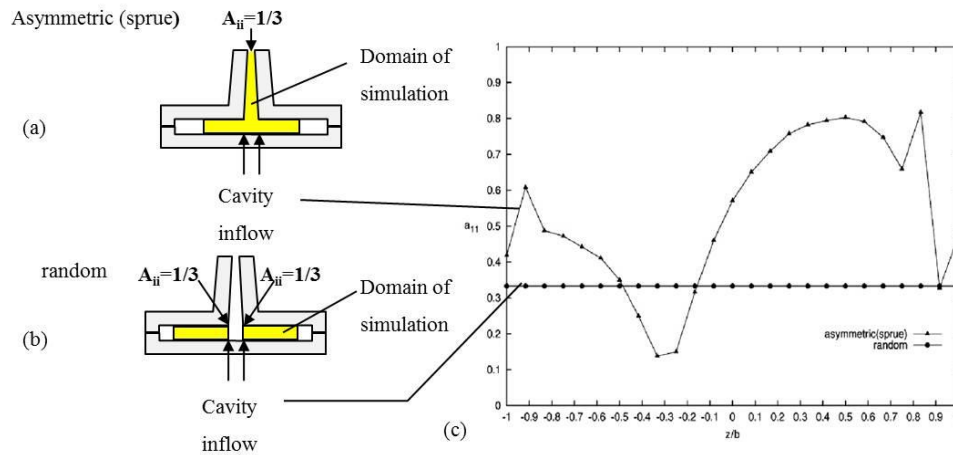 Asymmetric (sprue)
A_ii=1/3
Domain of
simulation
(a)
Cavity
inflow
random
A_ii=1/3
A_ii=1/3
Domain of
simulation
(b)
Cavity
inflow
(c)
1
0.9
0.8
0.7
0.6
0.5
0.4
0.3
0.2
0.1
0
a_11
asymmetric(sprue)
random
-1 -0.9 -0.8 -0.7 -0.6 -0.5 -0.4 -0.3 -0.2 -0.1 0 0.1 0.2 0.3 0.4 0.5 0.6 0.7 0.8 0.9
z/b